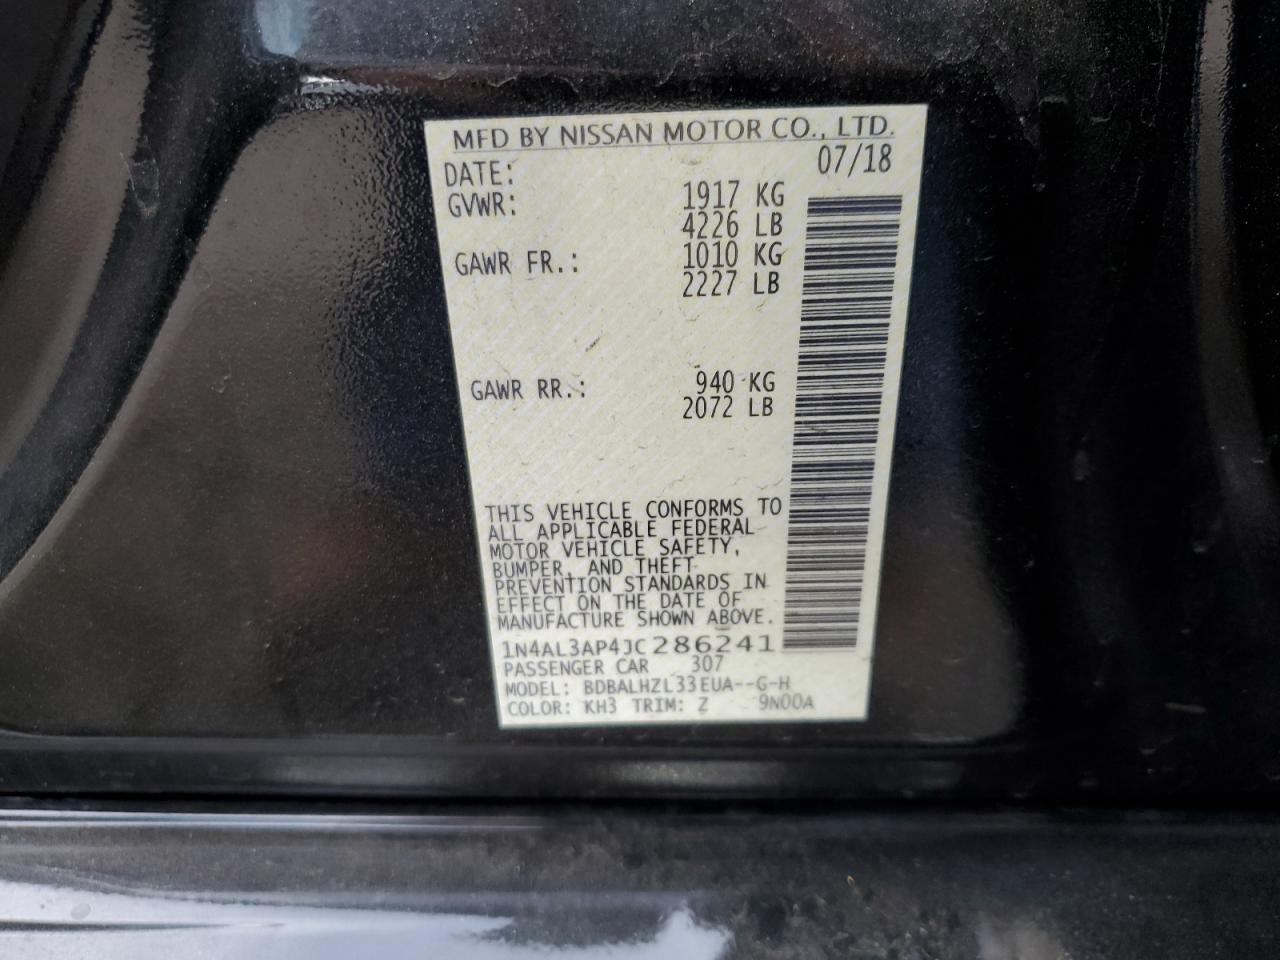 MFD BY NISSAN MOTOR CO., LTD.
DATE: 07/18
GVWR: 1917 KG
4226 LB
GAWR FR.: 1010 KG
2227 LB
GAWR RR.: 940 KG
2072 LB
THIS VEHICLE CONFORMS TO
ALL APPLICABLE FEDERAL
MOTOR VEHICLE SAFETY,
BUMPER, AND THEFT
PREVENTION STANDARDS IN
EFFECT ON THE DATE OF
MANUFACTURE SHOWN ABOVE.
1N4AL3AP4JC286241
PASSENGER CAR 307
MODEL: BDBALHZL33EUA--G-H
COLOR: KH3 TRIM: Z 9N00A